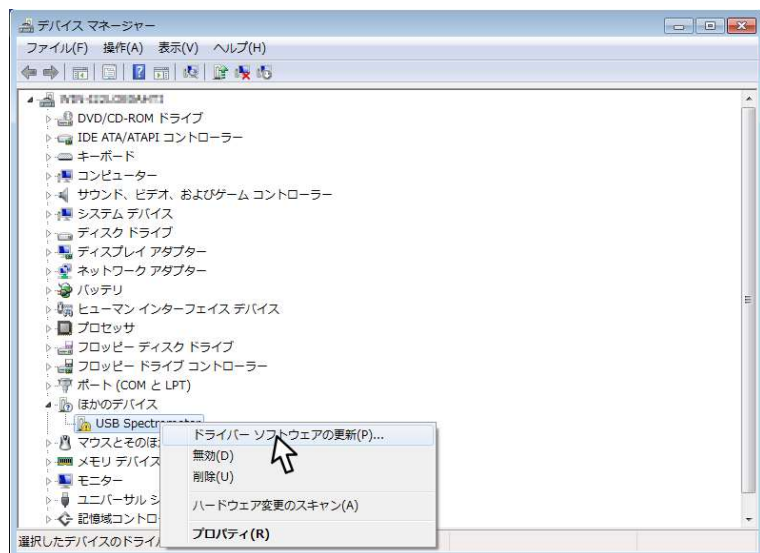 デバイス マネージャー
ファイル(F) 操作(A) 表示(V) ヘルプ(H)
DVD/CD-ROM ドライブ
IDE ATA/ATAPI コントローラー
キーボード
コンピューター
サウンド、ビデオ、およびゲーム コントローラー
システム デバイス
ディスク ドライブ
ディスプレイ アダプター
ネットワーク アダプター
バッテリ
ヒューマン インターフェイス デバイス
プロセッサ
フロッピー ディスク ドライブ
フロッピー ドライブ コントローラー
ポート (COM と LPT)
ほかのデバイス
USB Spectrometer
ドライバー ソフトウェアの更新(P)...
マウスとそのほ
無効(D)
メモリ デバイス
削除(U)
モニター
ユニバーサル シ
ハードウェア変更のスキャン(A)
記憶域コントロ
プロパティ(R)
選択したデバイスのドライ